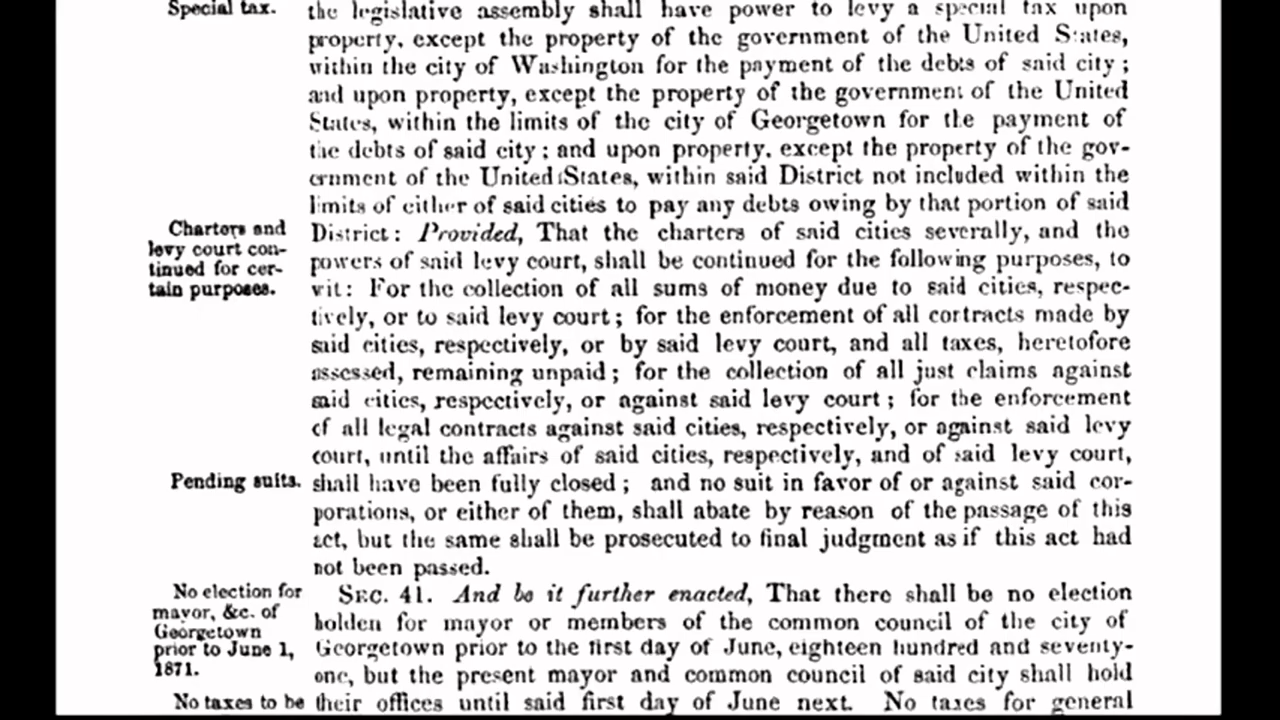 Special tax.
the legislative assembly shall have power to levy a special tax upon
property, except the property of the government of the United States,
within the city of Washington for the payment of the debts of said city;
and upon property, except the property of the government of the United
States, within the limits of the city of Georgetown for the payment of
the debts of said city; and upon property, except the property of the gov-
ernment of the United States, within said District not included within the
limits of either of said cities to pay any debts owing by that portion of said
Charters and
levy court con-
tinued for cer-
tain purposes.
District: Provided, That the charters of said cities severally, and the
powers of said levy court, shall be continued for the following purposes, to
wit: For the collection of all sums of money due to said cities, respec-
tively, or to said levy court; for the enforcement of all contracts made by
said cities, respectively, or by said levy court, and all taxes, heretofore
assessed, remaining unpaid; for the collection of all just claims against
said cities, respectively, or against said levy court; for the enforcement
of all legal contracts against said cities, respectively, or against said levy
court, until the affairs of said cities, respectively, and of said levy court,
Pending suits.
shall have been fully closed; and no suit in favor of or against said cor-
porations, or either of them, shall abate by reason of the passage of this
act, but the same shall be prosecuted to final judgment as if this act had
not been passed.
No election for
mayor, &c. of
Georgetown
prior to June 1,
1871.
SEC. 41. And be it further enacted, That there shall be no election
holden for mayor or members of the common council of the city of
Georgetown prior to the first day of June, eighteen hundred and seventy-
one, but the present mayor and common council of said city shall hold
No taxes to be
their offices until said first day of June next. No taxes for general